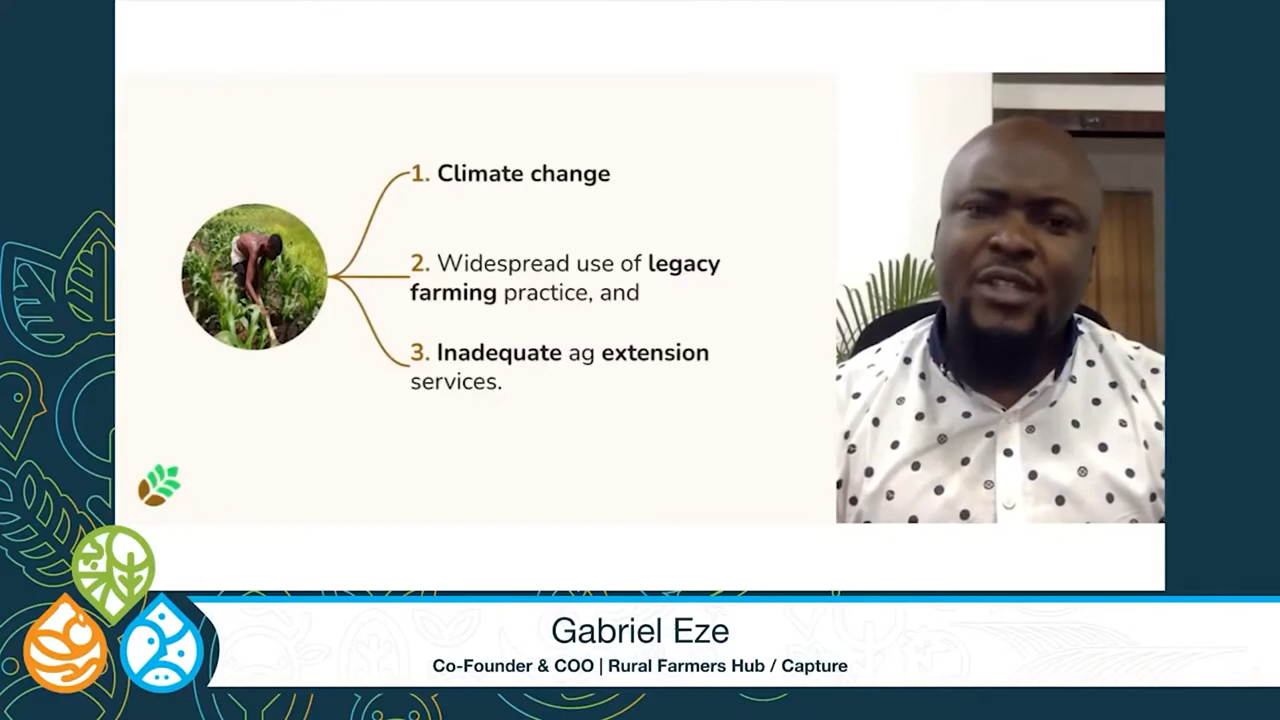 1. Climate change
2. Widespread use of legacy
farming practice, and
3. Inadequate ag extension
services.
Gabriel Eze
Co-Founder & COO | Rural Farmers Hub / Capture